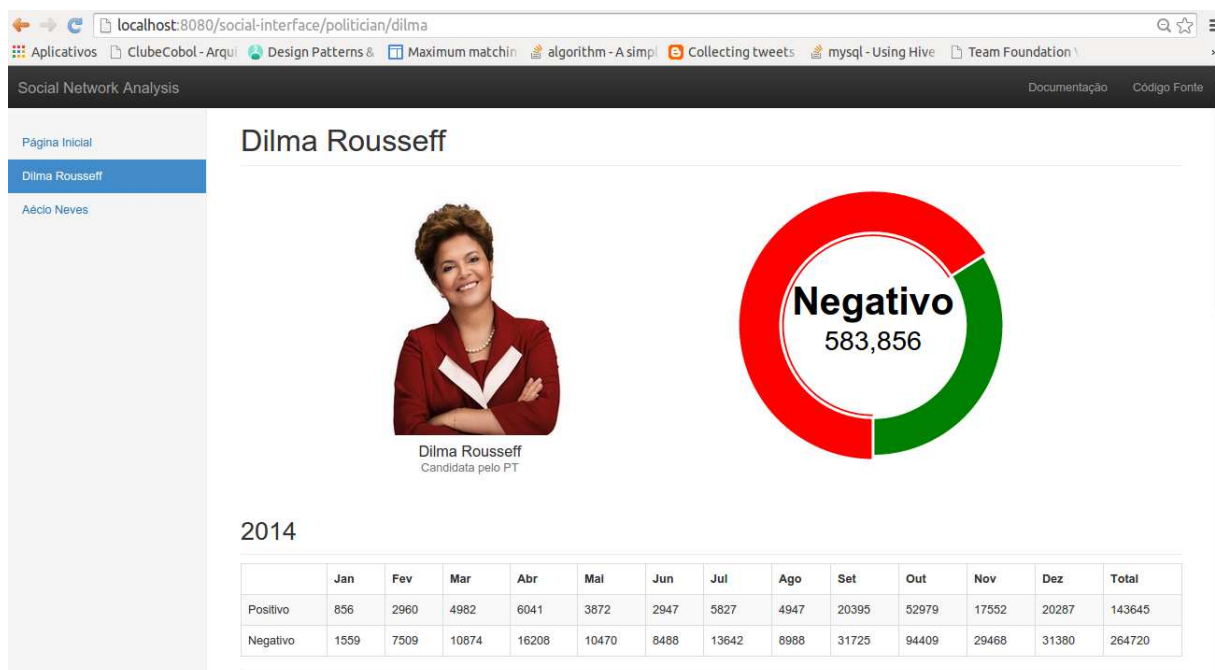 localhost:8080/social-interface/politician/dilma
Aplicativos ClubeCobol - Arqui Design Patterns & Maximum matchin algorithm - A simpl Collecting tweets mysql - Using Hive Team Foundation
Social Network Analysis Documentação Código Fonte
Página Inicial
Dilma Rousseff
Aécio Neves
Dilma Rousseff
Negativo
583,856
Dilma Rousseff
Candidata pelo PT
2014
Jan Fev Mar Abr Mai Jun Jul Ago Set Out Nov Dez Total
Positivo 856 2960 4982 6041 3872 2947 5827 4947 20395 52979 17552 20287 143645
Negativo 1559 7509 10874 16208 10470 8488 13642 8988 31725 94409 29468 31380 264720